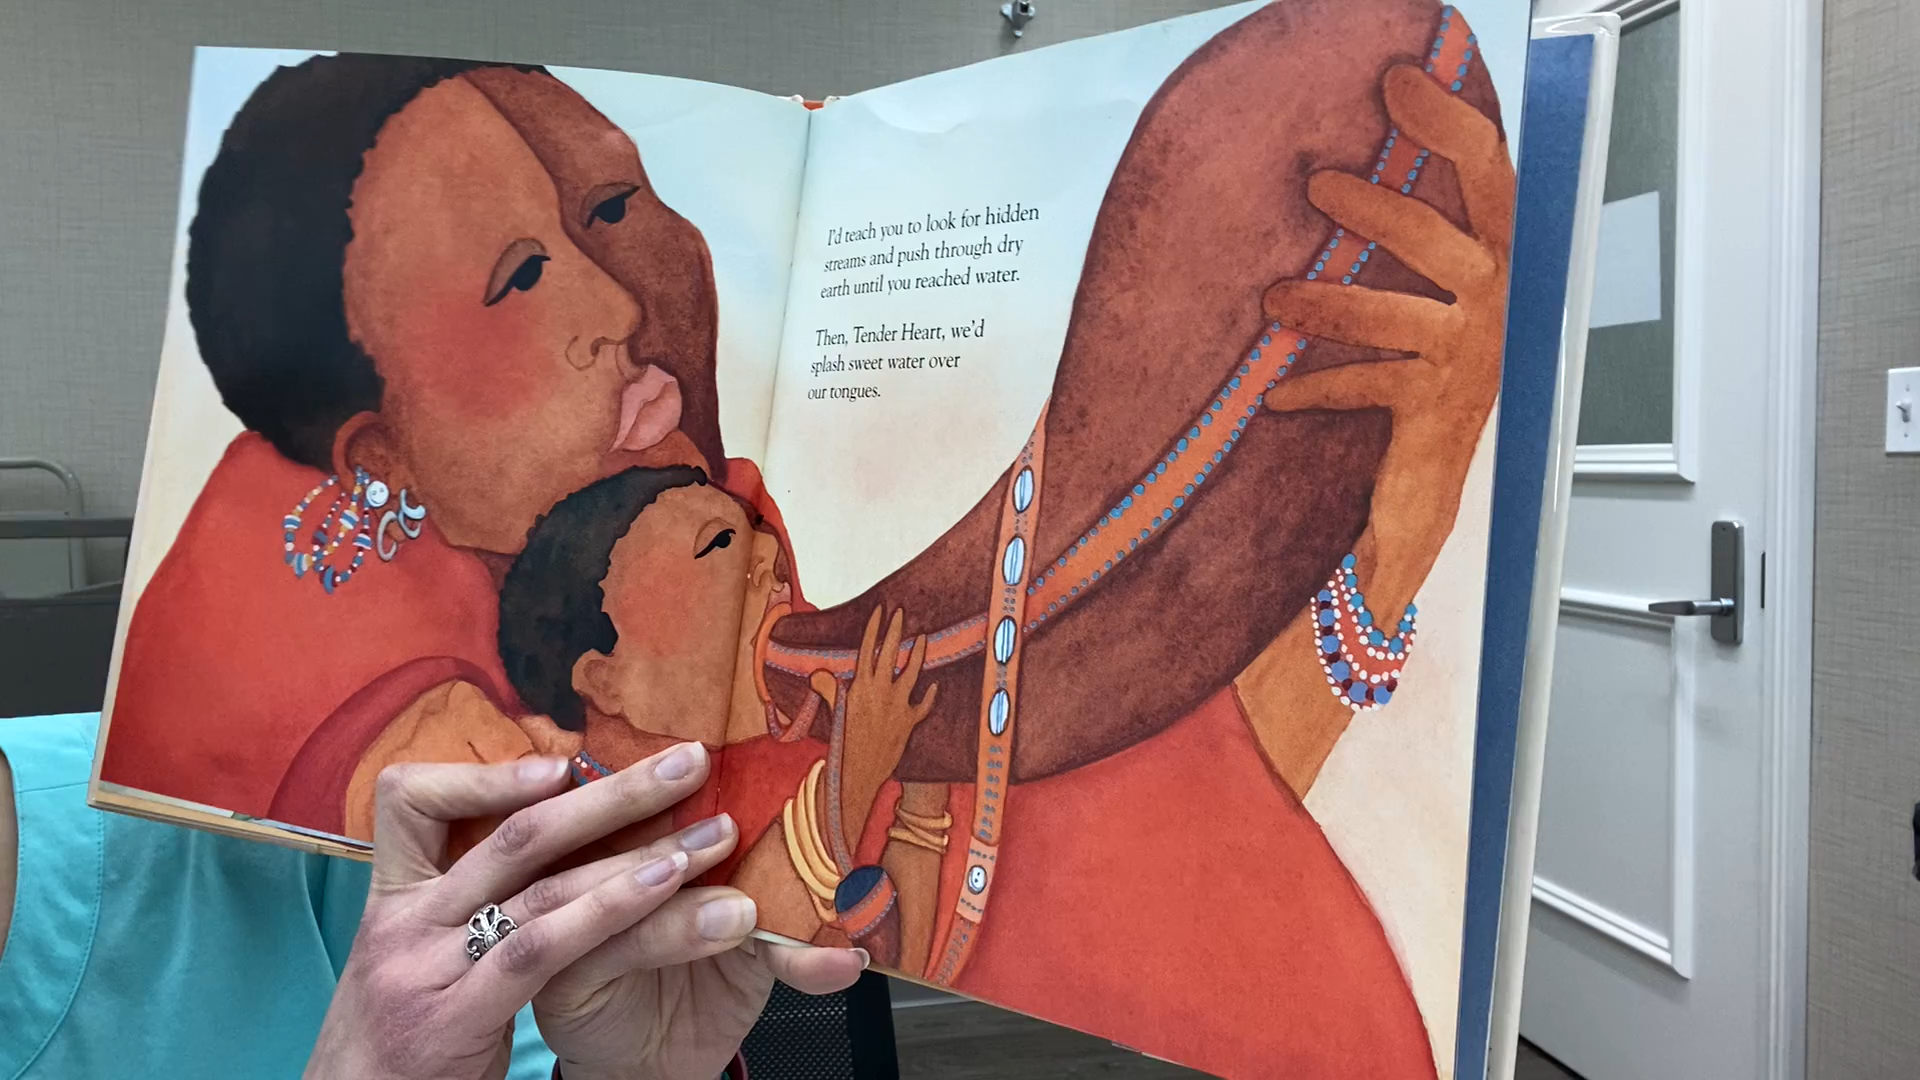 I'd teach you to look for hidden
streams and push through dry
earth until you reached water.
Then, Tender Heart, we'd
splash sweet water over
our tongues.